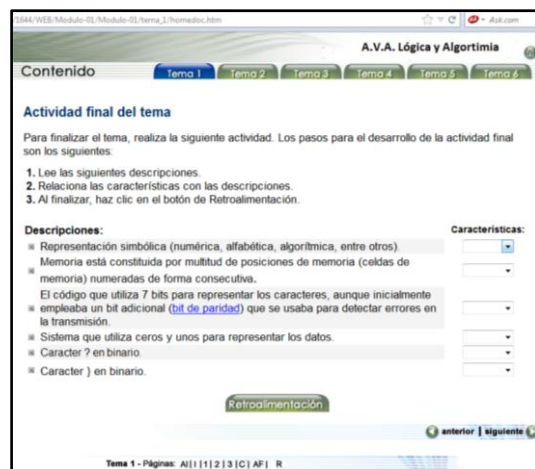 /1644/WEB/Modulo-01/Modulo-01/tema_1/homedoc.htm
Ask.com
A.V.A. Lógica y Algortimia
Contenido
Tema 1
Tema 2
Tema 3
Tema 4
Tema 5
Tema 6
Actividad final del tema
Para finalizar el tema, realiza la siguiente actividad. Los pasos para el desarrollo de la actividad final
son los siguientes:
1. Lee las siguientes descripciones.
2. Relaciona las características con las descripciones.
3. Al finalizar, haz clic en el botón de Retroalimentación.
Descripciones:
Características:
Representación simbólica (numérica, alfabética, algorítmica, entre otros).
Memoria está constituida por multitud de posiciones de memoria (celdas de
memoria) numeradas de forma consecutiva.
El código que utiliza 7 bits para representar los caracteres, aunque inicialmente
empleaba un bit adicional (bit de paridad) que se usaba para detectar errores en
la transmisión.
Sistema que utiliza ceros y unos para representar los datos.
Caracter ? en binario.
Caracter } en binario.
Retroalimentación
anterior | siguiente
Tema 1 - Páginas: AI| I |1| 2 | 3 |C| AF| R